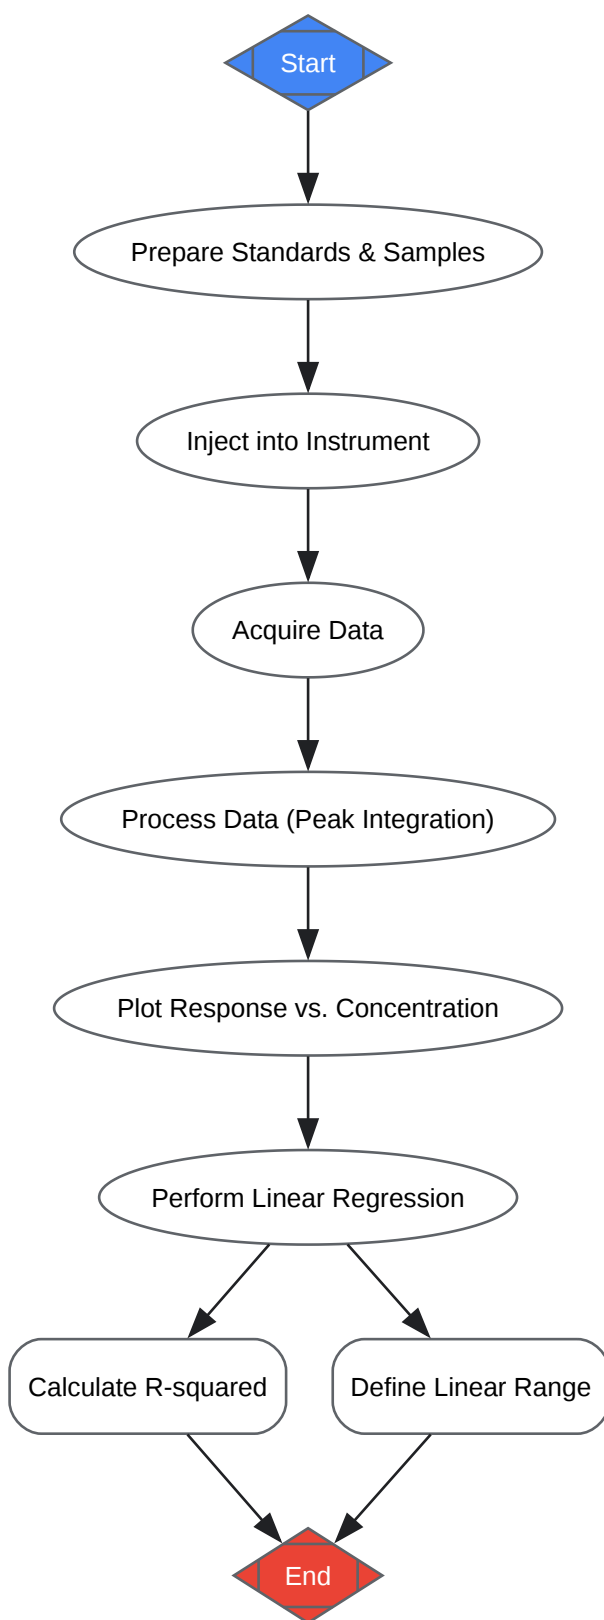 Start
Prepare Standards & Samples
Inject into Instrument
Acquire Data
Process Data (Peak Integration)
Plot Response vs. Concentration
Perform Linear Regression
Calculate R-squared
Define Linear Range
End